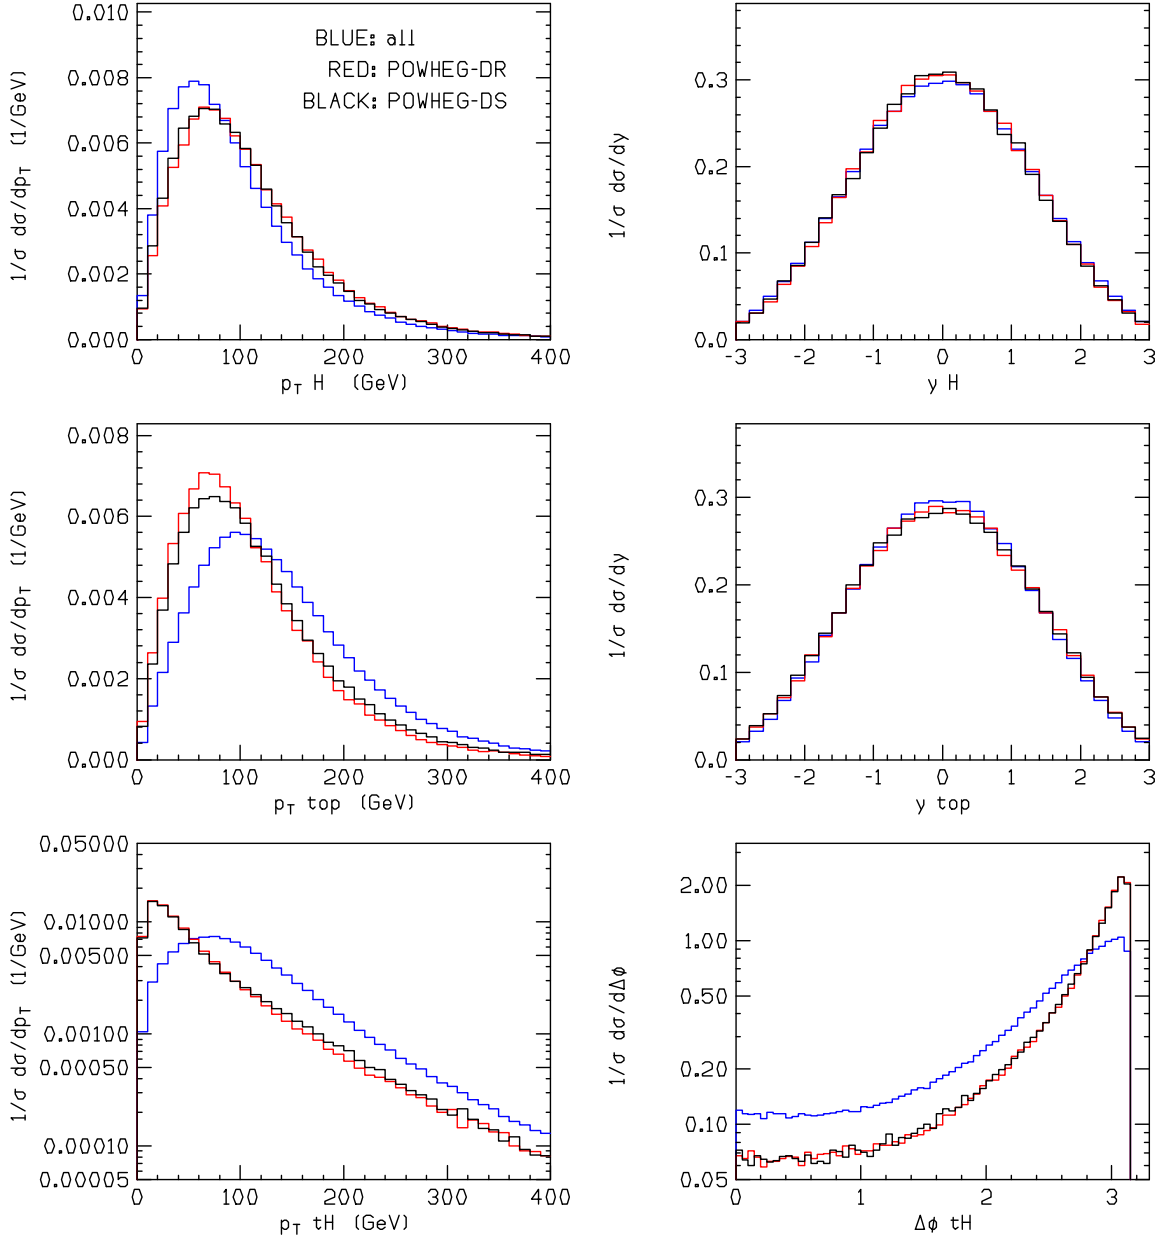 BLUE: all
RED: POWHEG-DR
BLACK: POWHEG-DS
0.010
0.008
0.006
0.004
0.002
0.000
1/σ dσ/dp_T (1/GeV)
0 100 200 300 400
p_T H (GeV)
0.3
0.2
0.1
0.0
1/σ dσ/dy
-3 -2 -1 0 1 2 3
y H
0.008
0.006
0.004
0.002
0.000
1/σ dσ/dp_T (1/GeV)
0 100 200 300 400
p_T top (GeV)
0.3
0.2
0.1
0.0
1/σ dσ/dy
-3 -2 -1 0 1 2 3
y top
0.05000
0.01000
0.00500
0.00100
0.00050
0.00010
0.00005
1/σ dσ/dp_T (1/GeV)
0 100 200 300 400
p_T tH (GeV)
2.00
1.00
0.50
0.20
0.10
0.05
1/σ dσ/dΔϕ
0 1 2 3
Δϕ tH